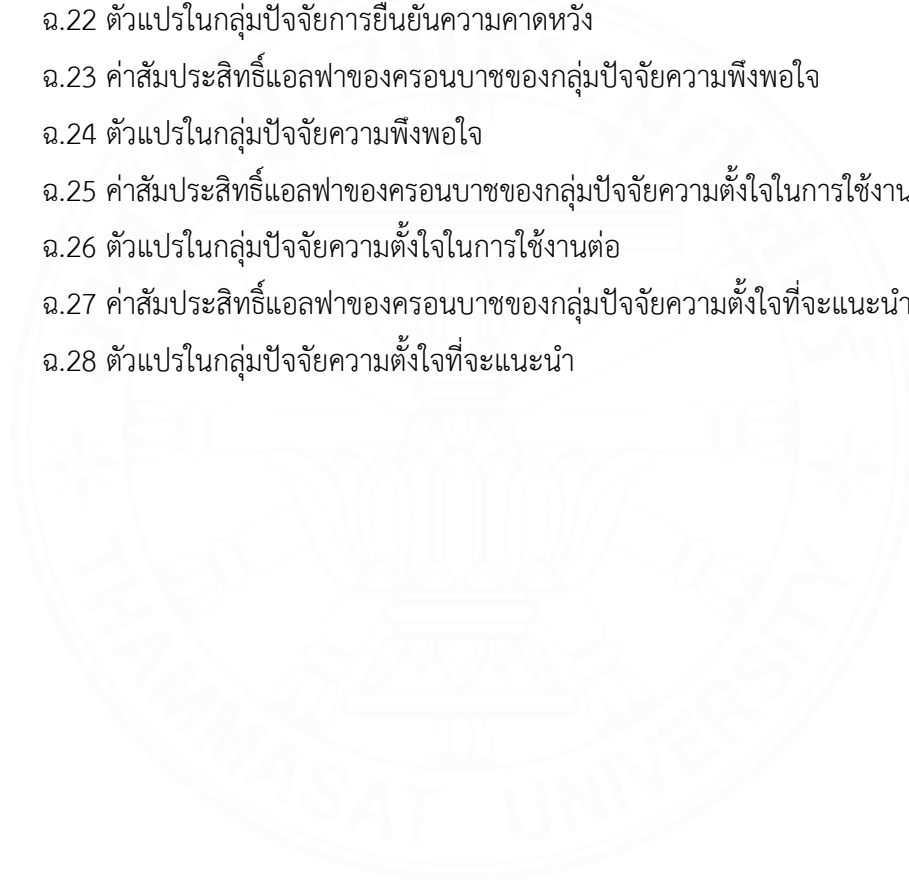 ฉ.22 ตัวแปรในกลุ่มปัจจัยการยืนยันความคาดหวัง
ฉ.23 ค่าสัมประสิทธิ์แอลฟาของครอนบาชของกลุ่มปัจจัยความพึงพอใจ
ฉ.24 ตัวแปรในกลุ่มปัจจัยความพึงพอใจ
ฉ.25 ค่าสัมประสิทธิ์แอลฟาของครอนบาชของกลุ่มปัจจัยความตั้งใจในการใช้งาน
ฉ.26 ตัวแปรในกลุ่มปัจจัยความตั้งใจในการใช้งานต่อ
ฉ.27 ค่าสัมประสิทธิ์แอลฟาของครอนบาชของกลุ่มปัจจัยความตั้งใจที่จะแนะนำ
ฉ.28 ตัวแปรในกลุ่มปัจจัยความตั้งใจที่จะแนะนำ
THAMMASAT UNIVERSITY